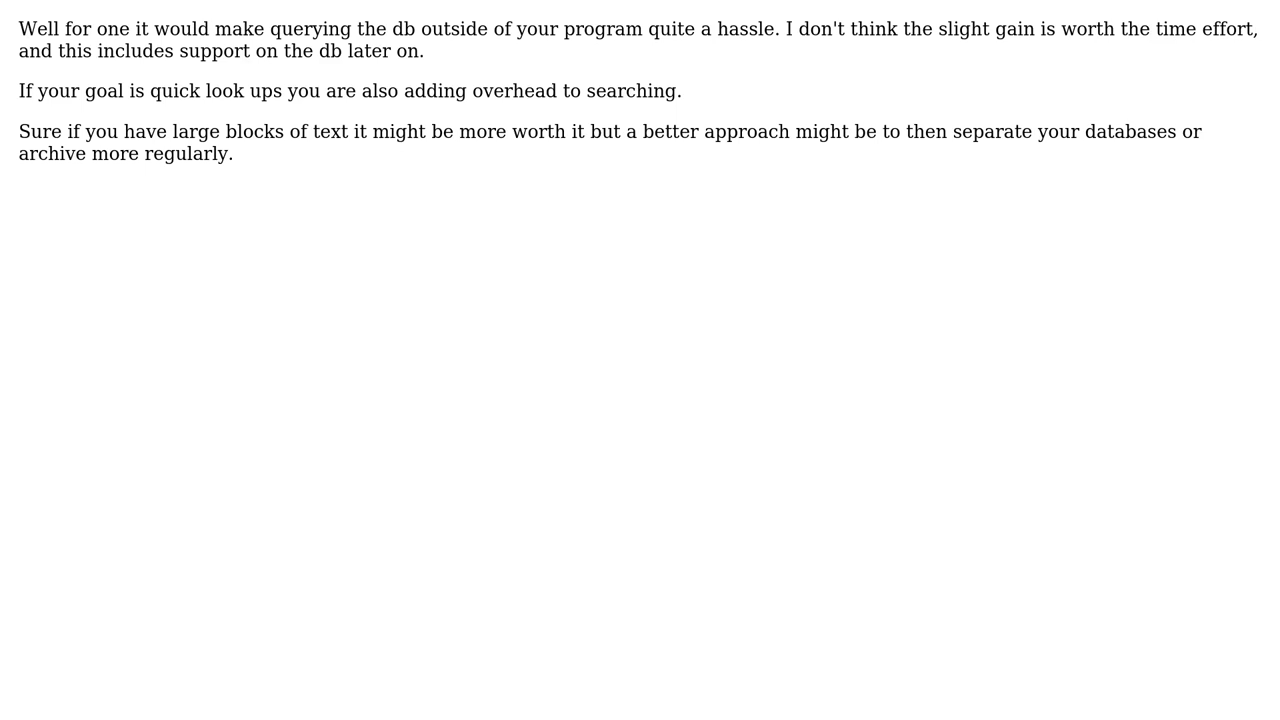 Well for one it would make querying the db outside of your program quite a hassle. I don't think the slight gain is worth the time effort,
and this includes support on the db later on.
If your goal is quick look ups you are also adding overhead to searching.
Sure if you have large blocks of text it might be more worth it but a better approach might be to then separate your databases or
archive more regularly.